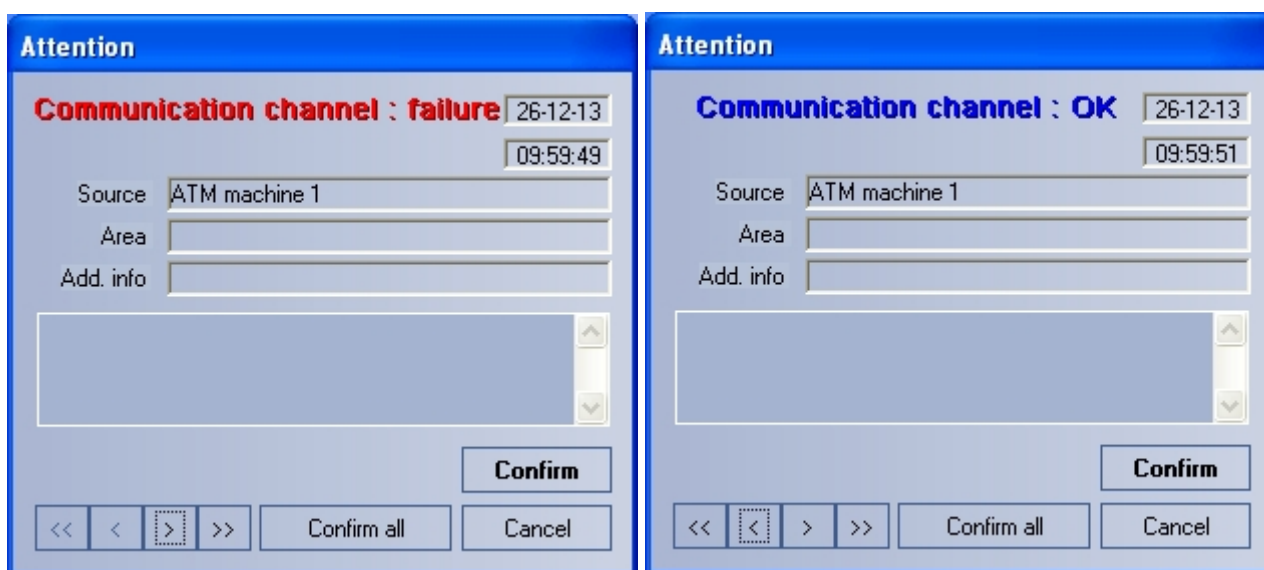 Attention
Communication channel : failure 26-12-13
09:59:49
Source ATM machine 1
Area
Add. info
Confirm
<< < > >> Confirm all Cancel
Attention
Communication channel : OK 26-12-13
09:59:51
Source ATM machine 1
Area
Add. info
Confirm
<< < > >> Confirm all Cancel